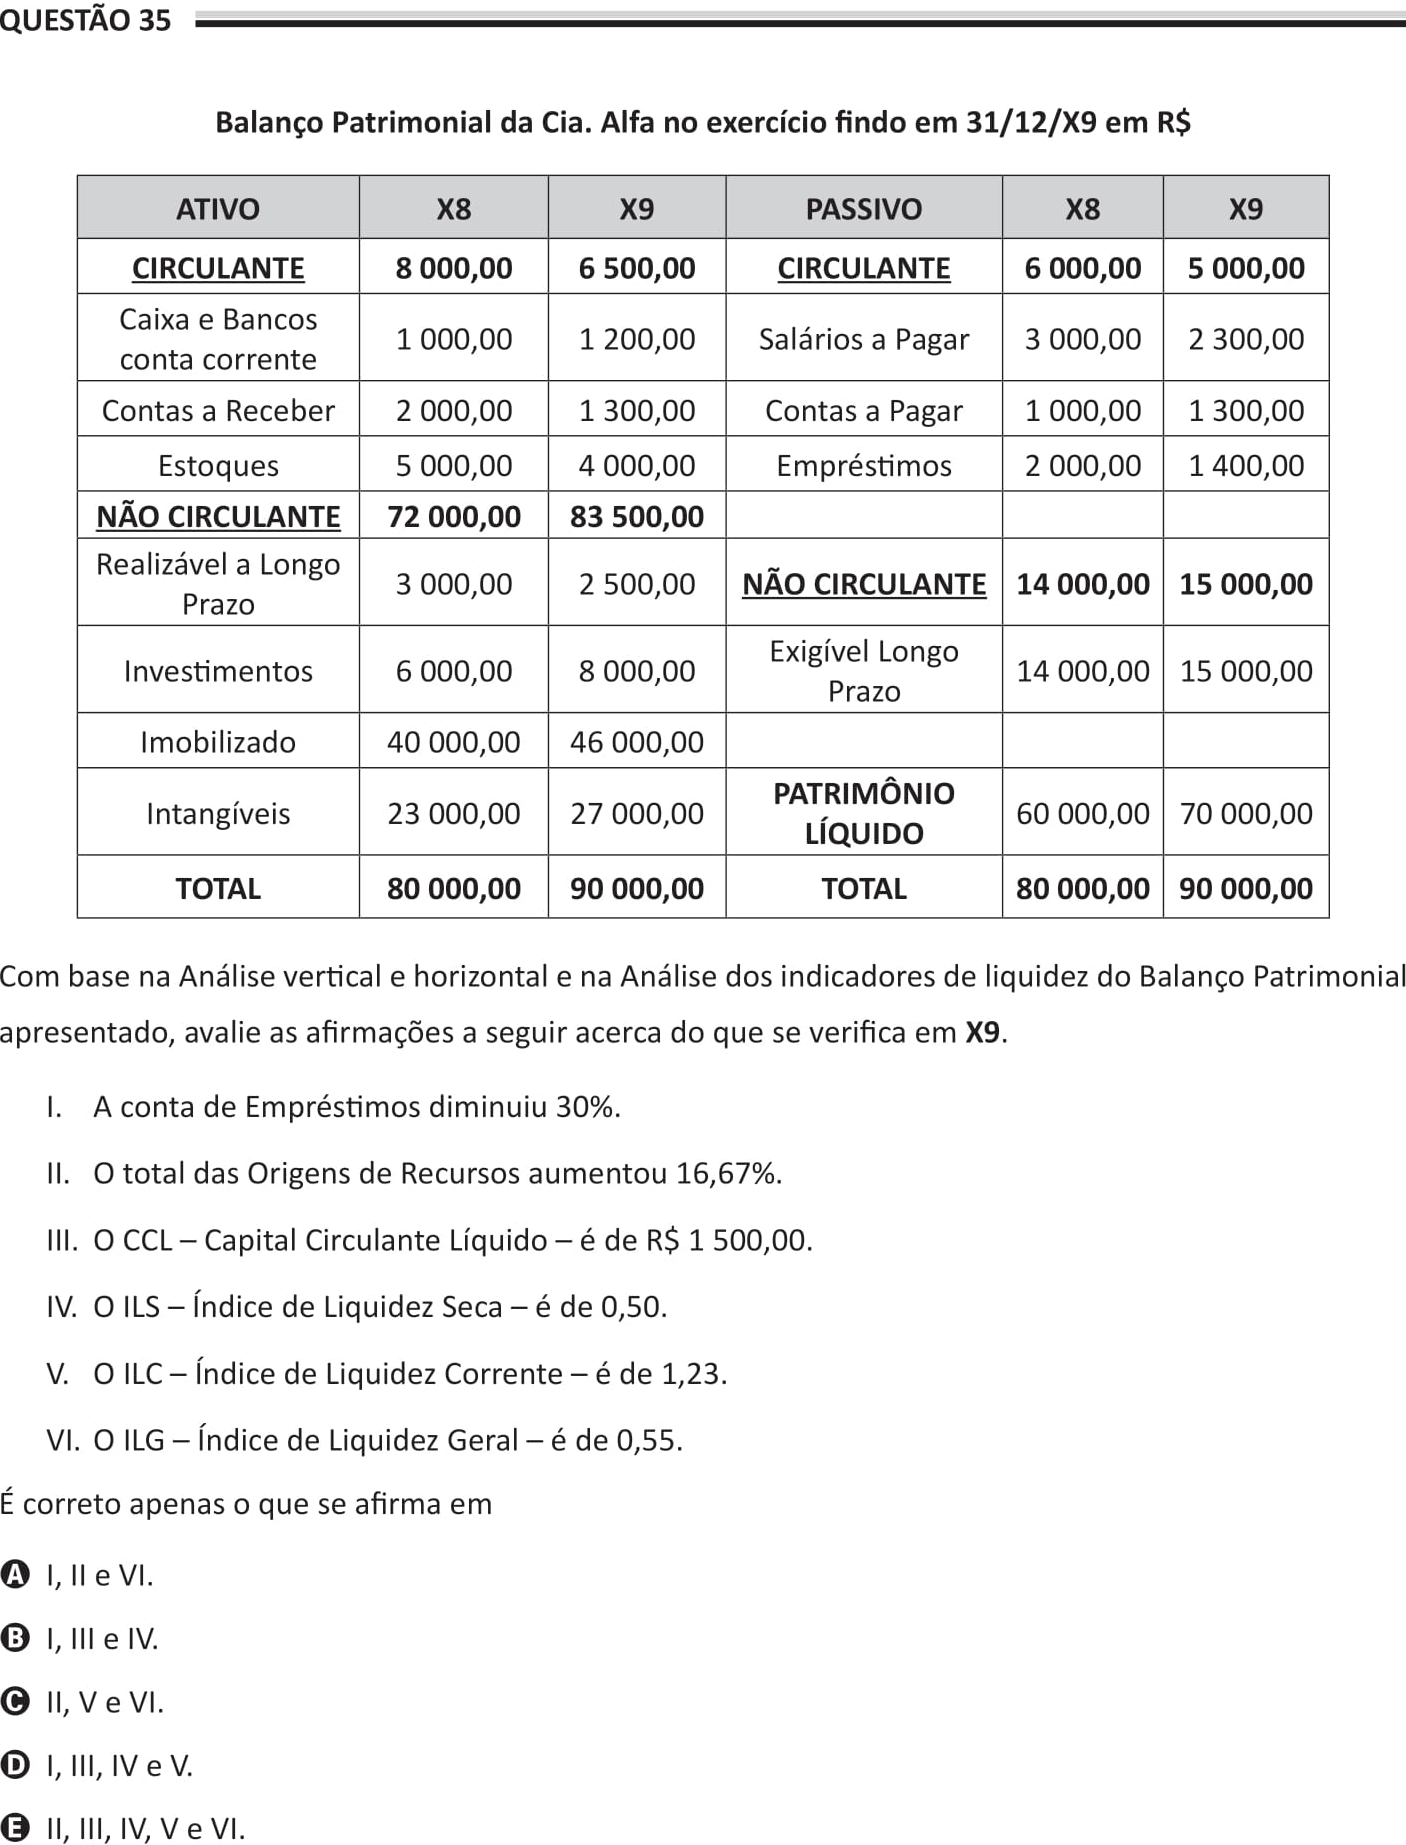 QUESTÃO 35
Balanço Patrimonial da Cia. Alfa no exercício findo em 31/12/X9 em R$
ATIVO X8 X9 PASSIVO X8 X9
CIRCULANTE 8 000,00 6 500,00 CIRCULANTE 6 000,00 5 000,00
Caixa e Bancos
conta corrente 1 000,00 1 200,00 Salários a Pagar 3 000,00 2 300,00
Contas a Receber 2 000,00 1 300,00 Contas a Pagar 1 000,00 1 300,00
Estoques 5 000,00 4 000,00 Empréstimos 2 000,00 1 400,00
NÃO CIRCULANTE 72 000,00 83 500,00
Realizável a Longo
Prazo 3 000,00 2 500,00 NÃO CIRCULANTE 14 000,00 15 000,00
Investimentos 6 000,00 8 000,00 Exigível Longo
Prazo 14 000,00 15 000,00
Imobilizado 40 000,00 46 000,00
Intangíveis 23 000,00 27 000,00 PATRIMÔNIO
LÍQUIDO 60 000,00 70 000,00
TOTAL 80 000,00 90 000,00 TOTAL 80 000,00 90 000,00
Com base na Análise vertical e horizontal e na Análise dos indicadores de liquidez do Balanço Patrimonial
apresentado, avalie as afirmações a seguir acerca do que se verifica em X9.
I. A conta de Empréstimos diminuiu 30%.
II. O total das Origens de Recursos aumentou 16,67%.
III. O CCL – Capital Circulante Líquido – é de R$ 1 500,00.
IV. O ILS – Índice de Liquidez Seca – é de 0,50.
V. O ILC – Índice de Liquidez Corrente – é de 1,23.
VI. O ILG – Índice de Liquidez Geral – é de 0,55.
É correto apenas o que se afirma em
A I, II e VI.
B I, III e IV.
C II, V e VI.
D I, III, IV e V.
E II, III, IV, V e VI.